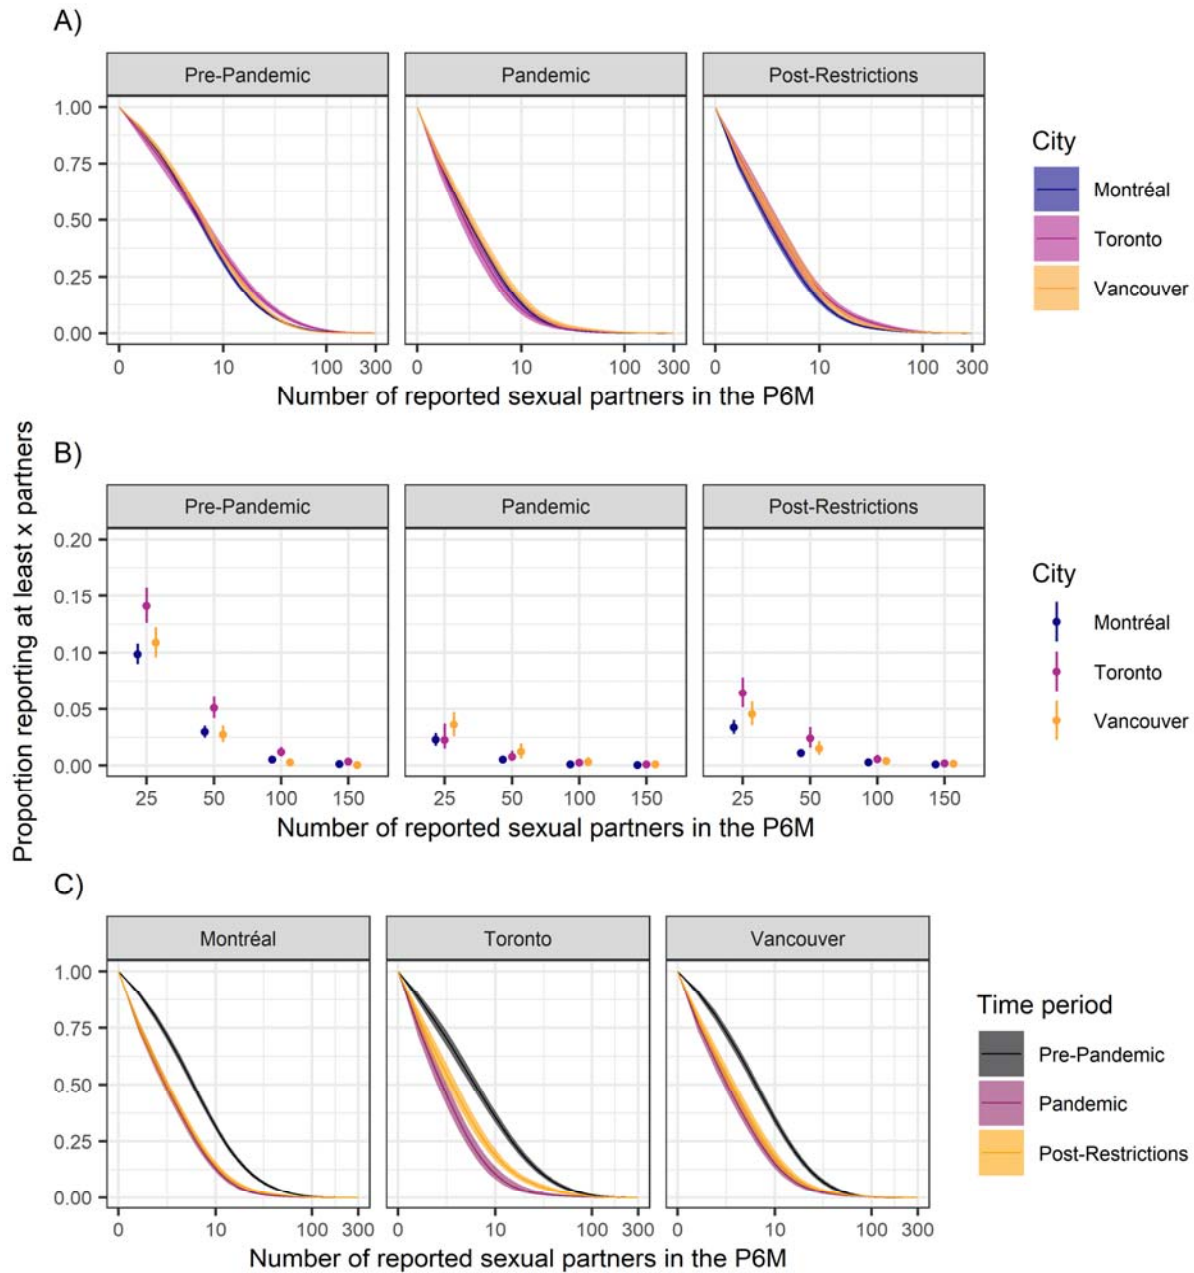 A)
Pre-Pandemic Pandemic Post-Restrictions
1.00
0.75
0.50
0.25
0.00
0 10 100 300 0 10 100 300 0 10 100 300
Number of reported sexual partners in the P6M
City
Montréal
Toronto
Vancouver
Proportion reporting at least x partners
B)
Pre-Pandemic Pandemic Post-Restrictions
0.20
0.15
0.10
0.05
0.00
25 50 100 150 25 50 100 150 25 50 100 150
Number of reported sexual partners in the P6M
City
Montréal
Toronto
Vancouver
C)
Montréal Toronto Vancouver
1.00
0.75
0.50
0.25
0.00
0 10 100 300 0 10 100 300 0 10 100 300
Number of reported sexual partners in the P6M
Time period
Pre-Pandemic
Pandemic
Post-Restrictions